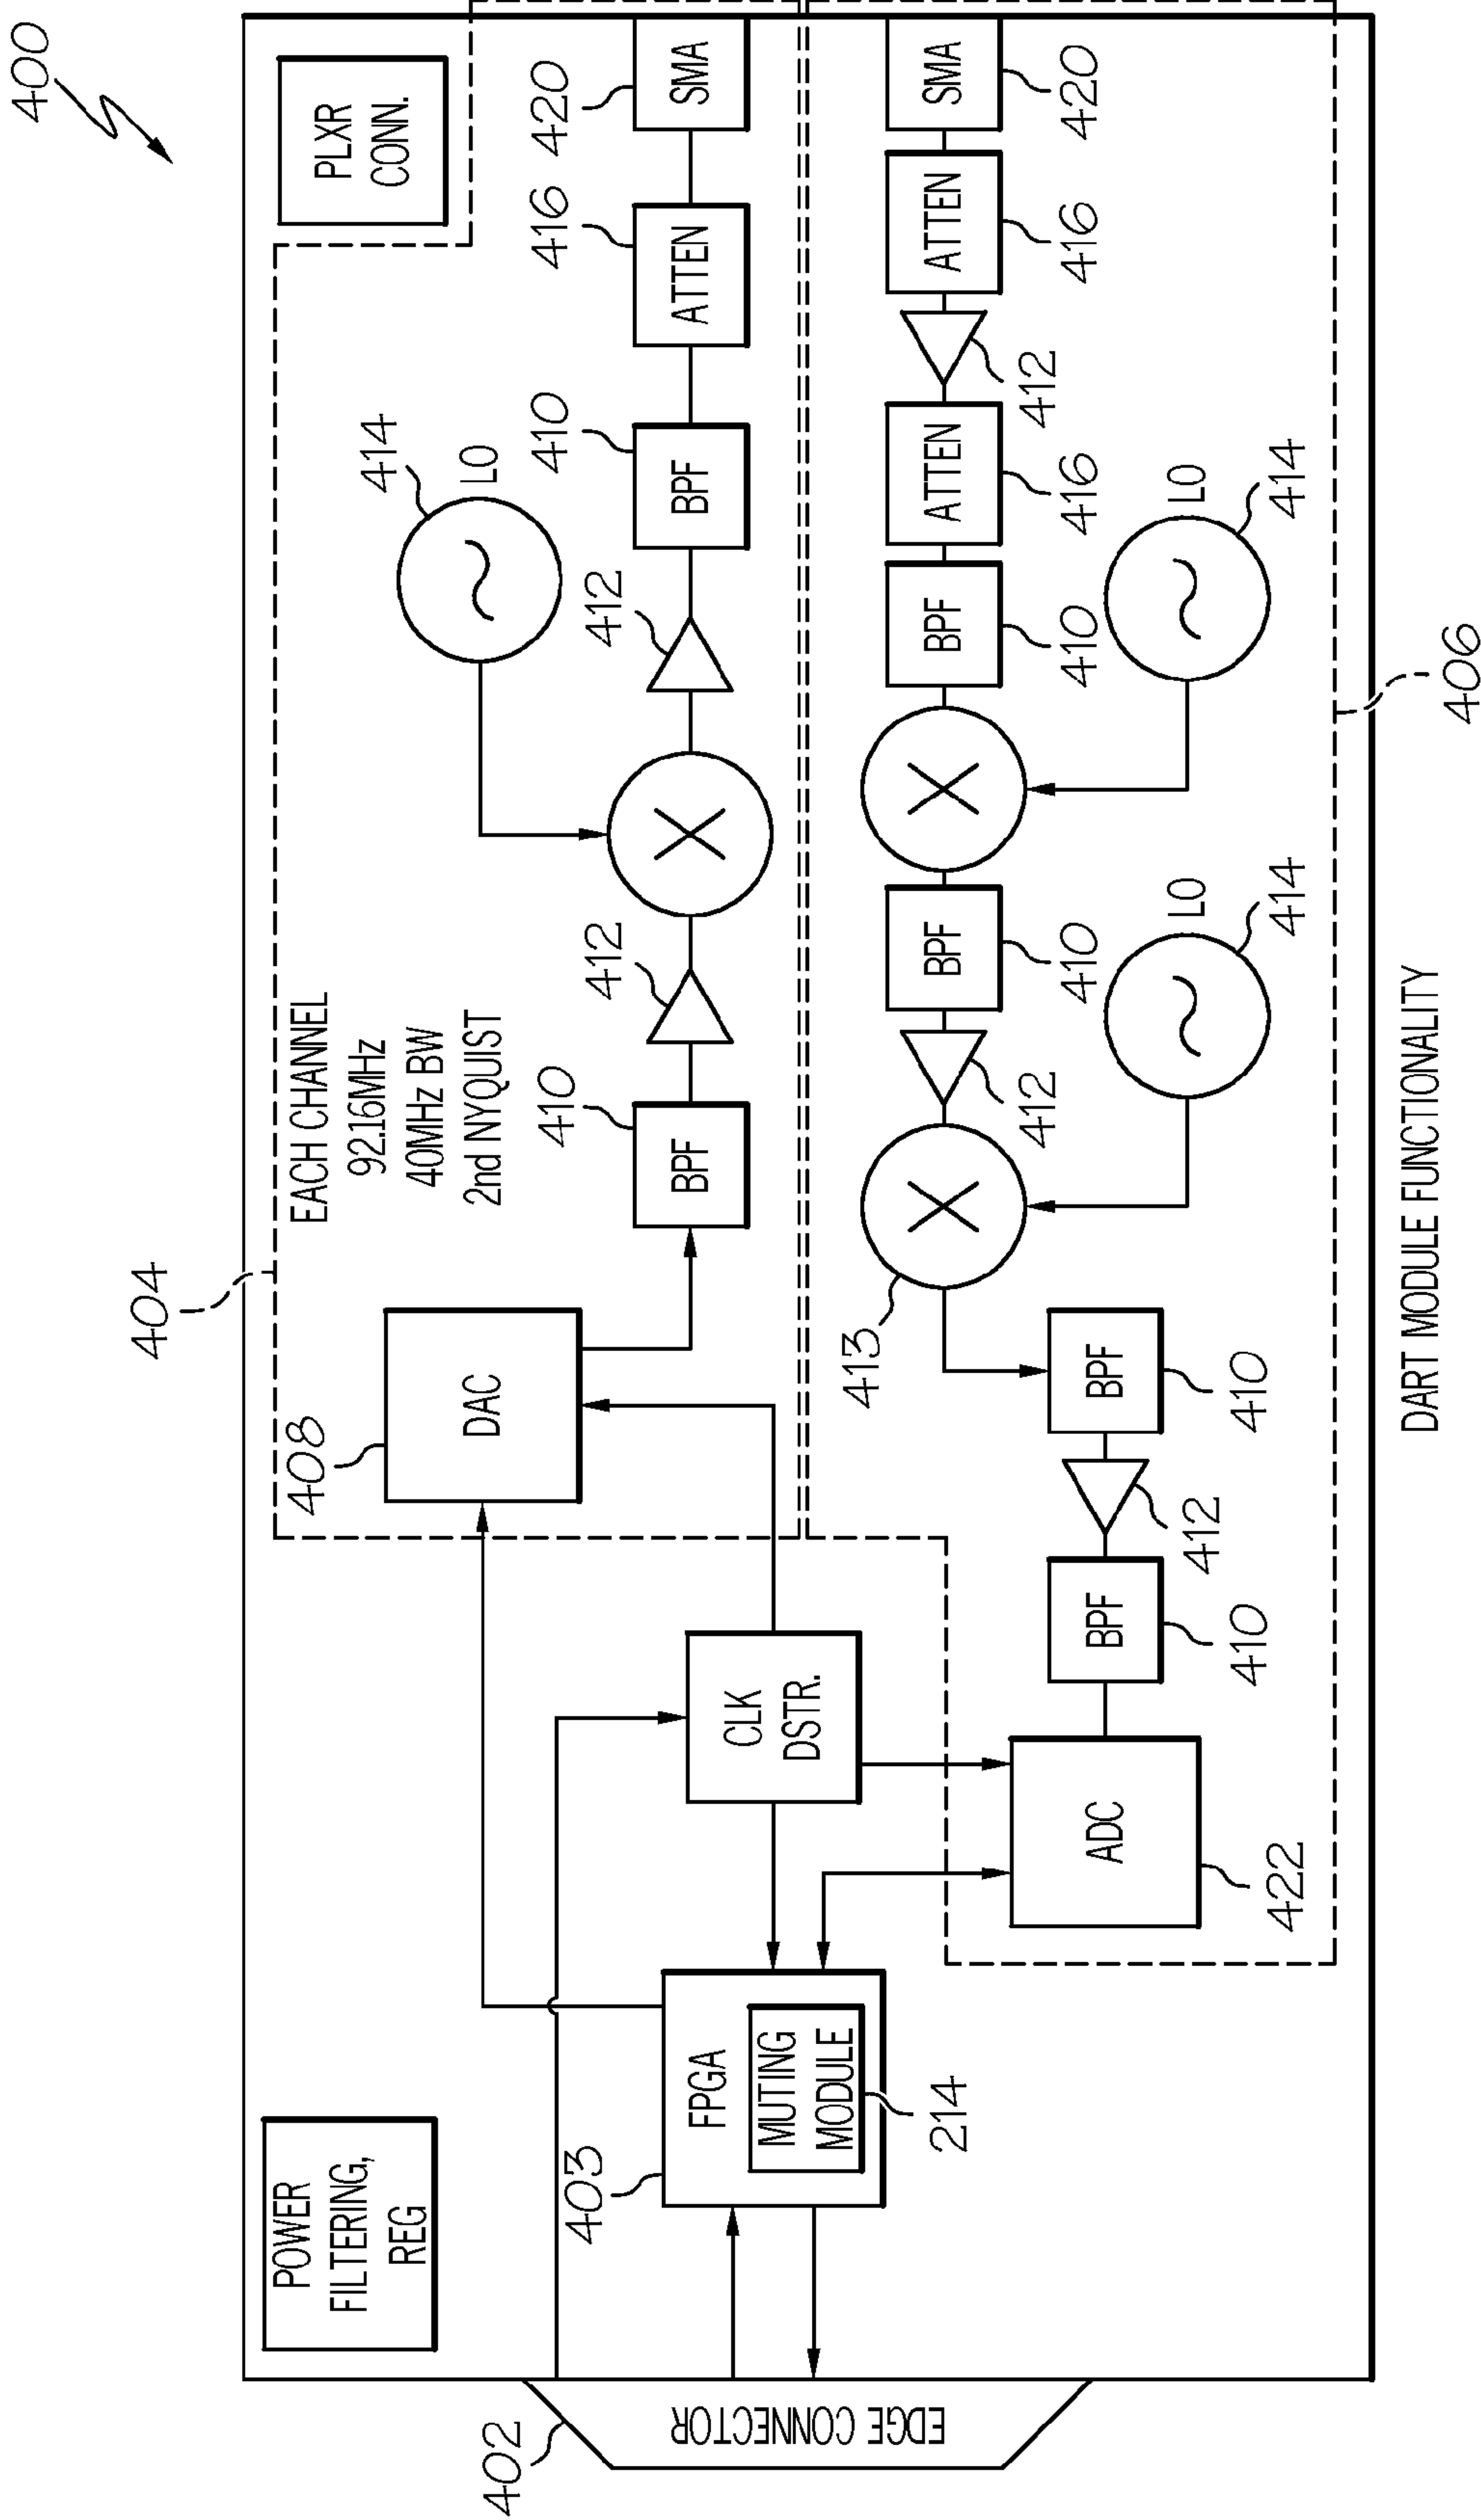 400
404
EACH CHANNEL
92.16MHz
40MHz BW
2nd NYQUIST
414
LO
PLXR
CONN.
POWER
FILTERING,
REG
408
DAC
410
BPF
412
412
410
BPF
416
ATTEN
420
SMA
402
EDGE CONNECTOR
403
FPGA
MUTING
MODULE
214
CLK
DSTR.
422
ADC
410
BPF
412
410
BPF
413
412
BPF
410
LO
414
BPF
410
LO
414
ATTEN
416
412
ATTEN
416
SMA
420
406
DART MODULE FUNCTIONALITY